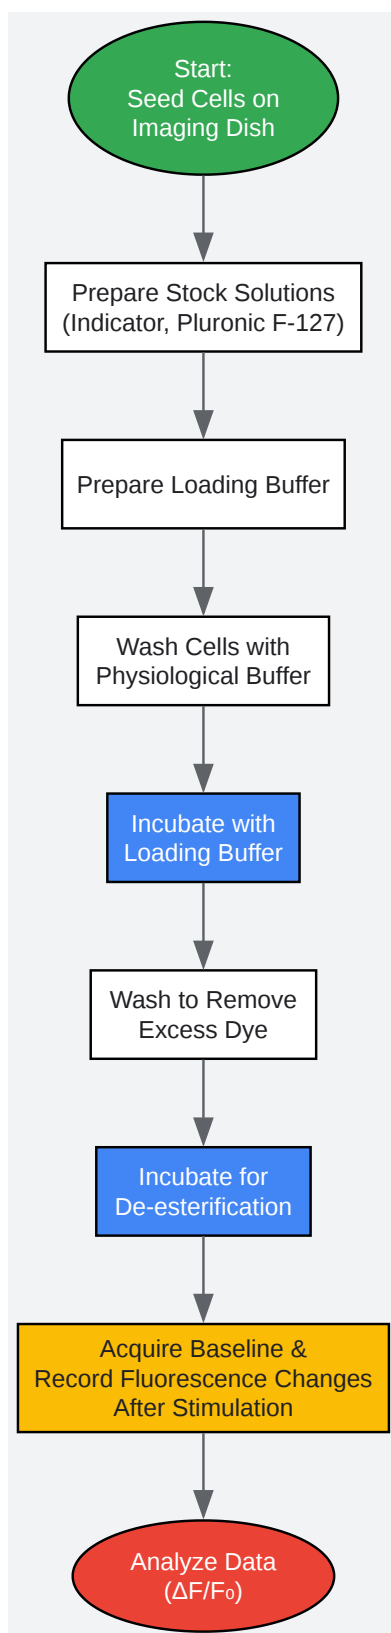 Start:
Seed Cells on
Imaging Dish
Prepare Stock Solutions
(Indicator, Pluronic F-127)
Prepare Loading Buffer
Wash Cells with
Physiological Buffer
Incubate with
Loading Buffer
Wash to Remove
Excess Dye
Incubate for
De-esterification
Acquire Baseline &
Record Fluorescence Changes
After Stimulation
Analyze Data
(ΔF/F₀)